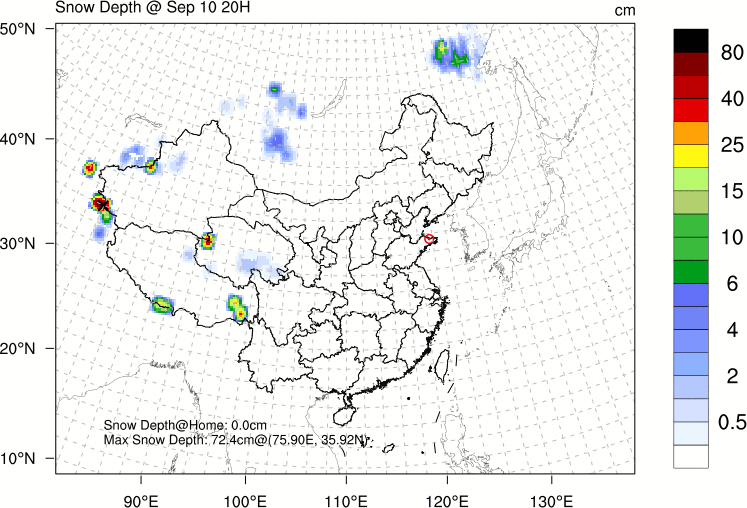 Snow Depth @ Sep 10 20H
cm
50°N
40°N
30°N
20°N
10°N
90°E
100°E
110°E
120°E
130°E
80
40
25
15
10
6
4
2
0.5
Snow Depth@Home: 0.0cm
Max Snow Depth: 72.4cm@(75.90E, 35.92N)